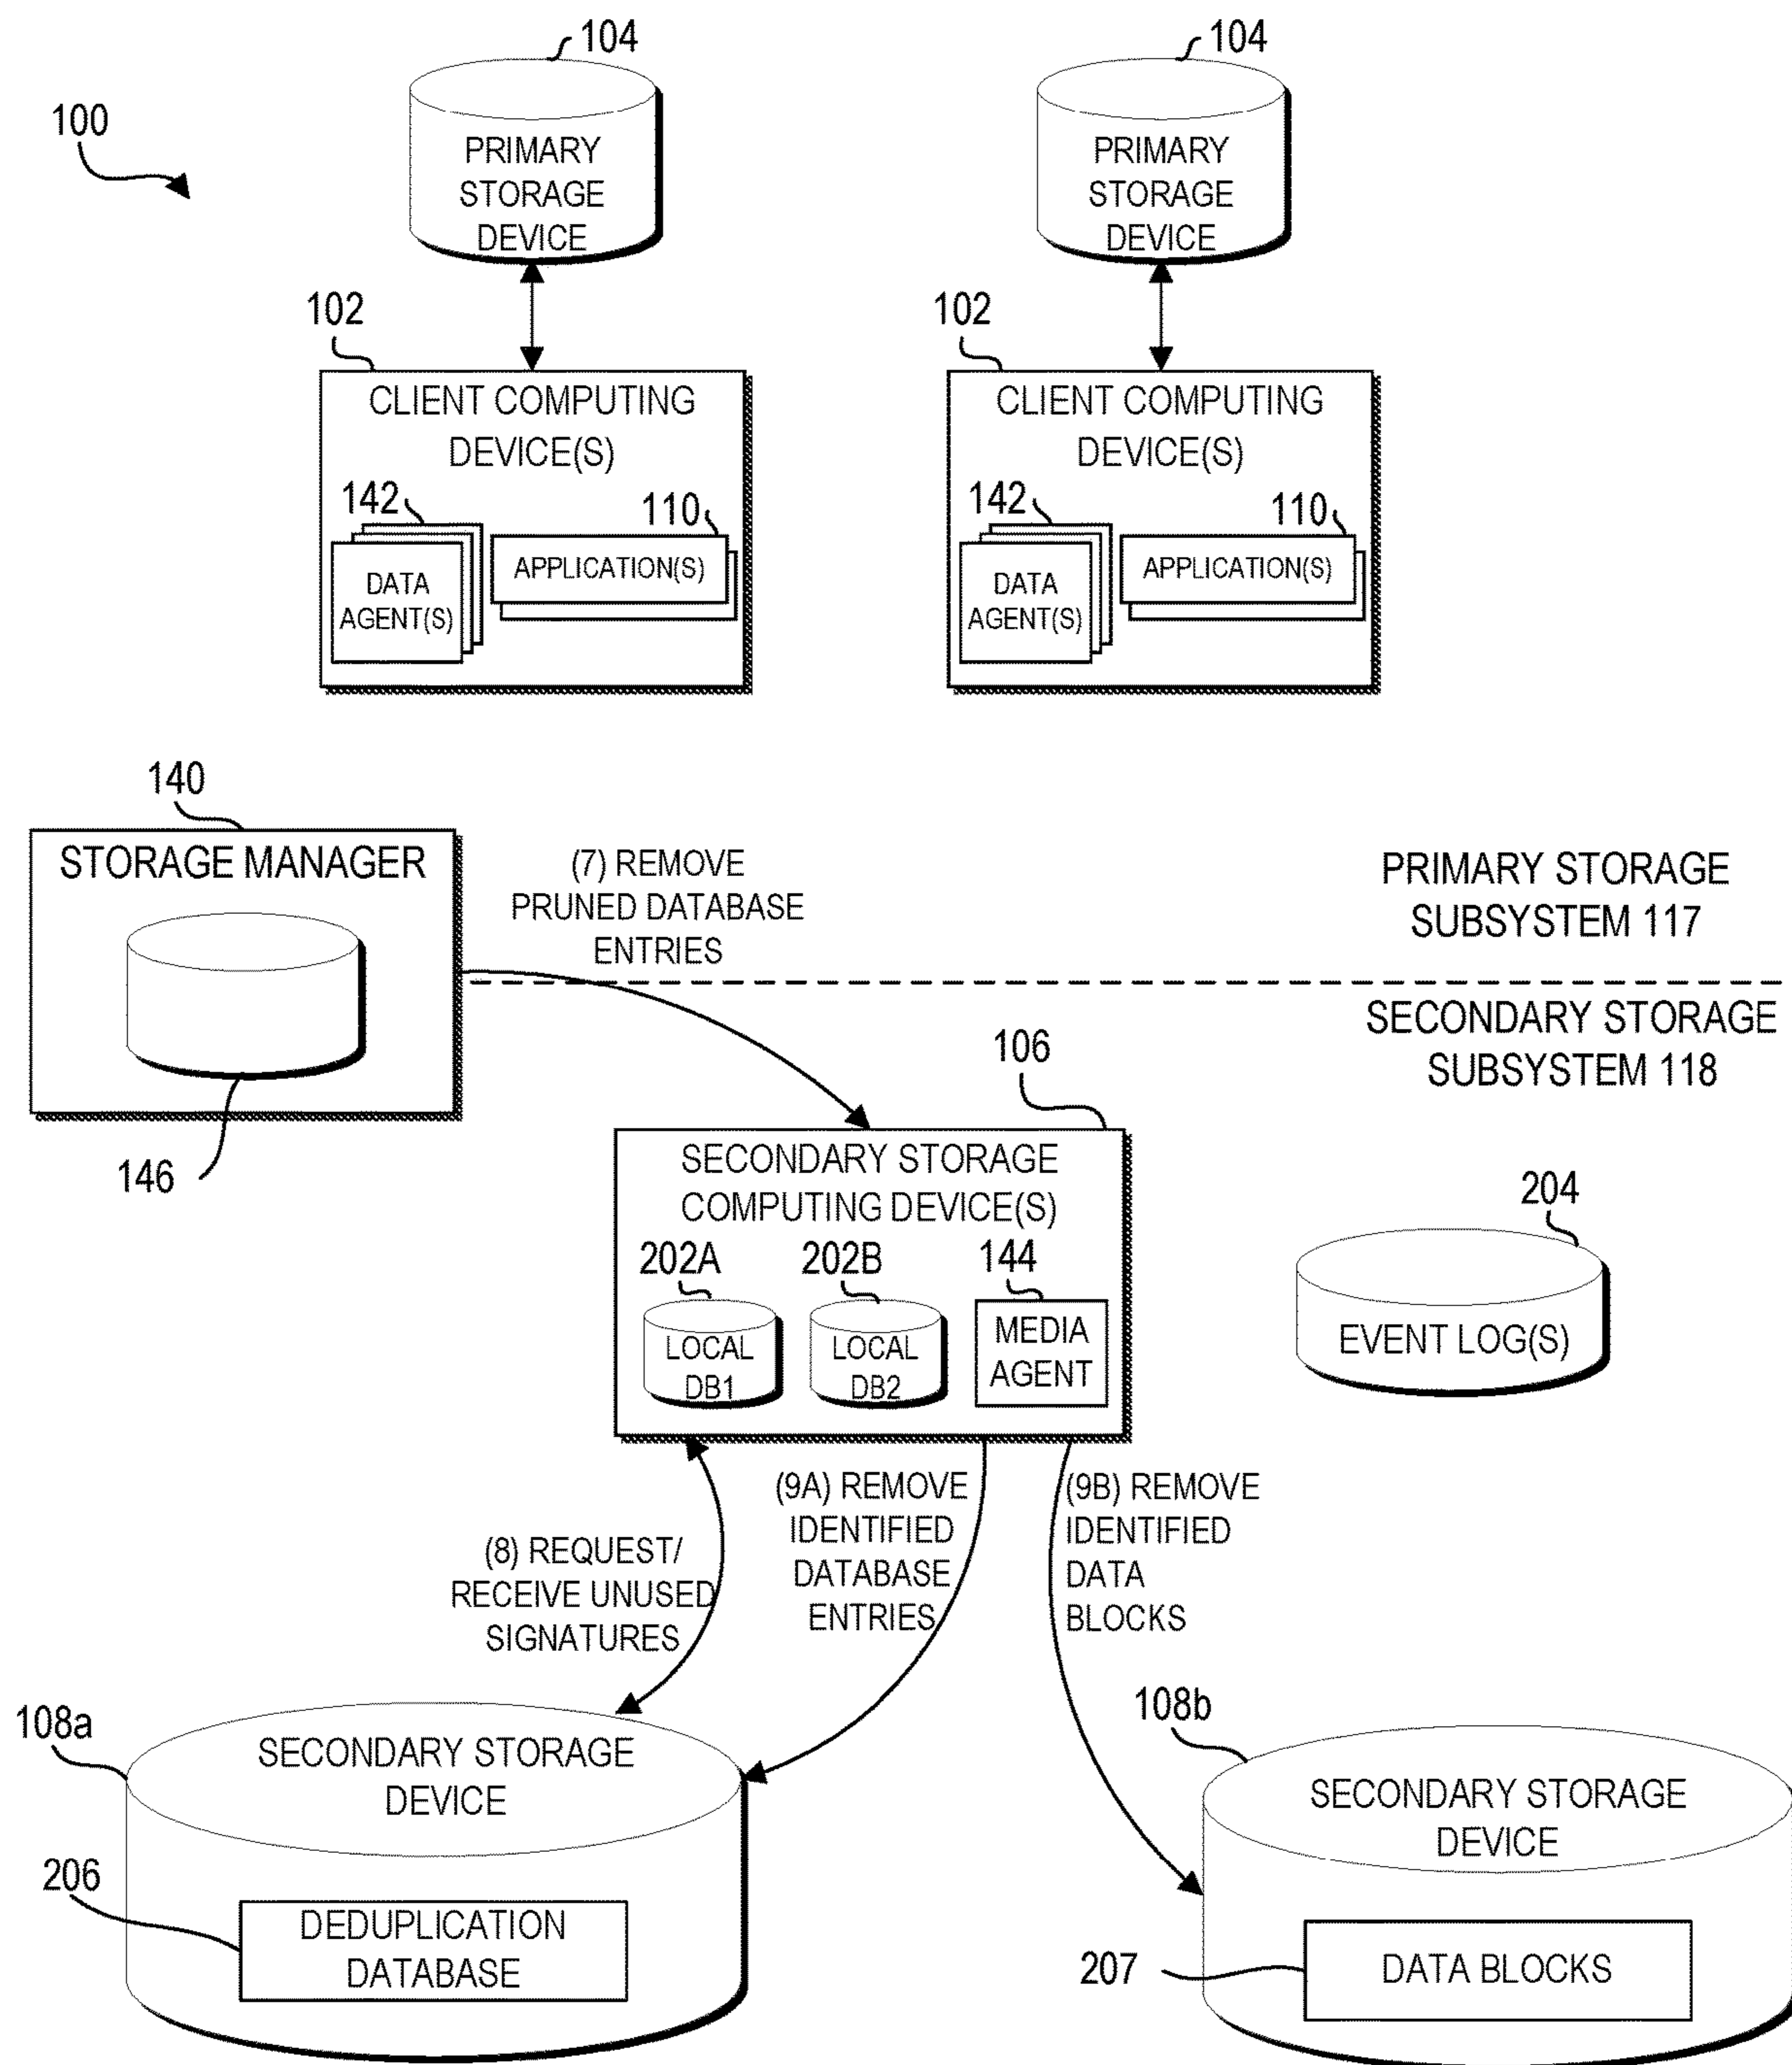 104
104
100
PRIMARY
STORAGE
DEVICE
PRIMARY
STORAGE
DEVICE
102
102
CLIENT COMPUTING
DEVICE(S)
CLIENT COMPUTING
DEVICE(S)
142
110
142
110
DATA
AGENT(S)
APPLICATION(S)
DATA
AGENT(S)
APPLICATION(S)
140
STORAGE MANAGER
(7) REMOVE
PRUNED DATABASE
ENTRIES
PRIMARY STORAGE
SUBSYSTEM 117
SECONDARY STORAGE
SUBSYSTEM 118
106
146
SECONDARY STORAGE
COMPUTING DEVICE(S)
202A
202B
144
LOCAL
DB1
LOCAL
DB2
MEDIA
AGENT
204
EVENT LOG(S)
(8) REQUEST/
RECEIVE UNUSED
SIGNATURES
(9A) REMOVE
IDENTIFIED
DATABASE
ENTRIES
(9B) REMOVE
IDENTIFIED
DATA
BLOCKS
108a
SECONDARY STORAGE
DEVICE
108b
SECONDARY STORAGE
DEVICE
206
DEDUPLICATION
DATABASE
207
DATA BLOCKS